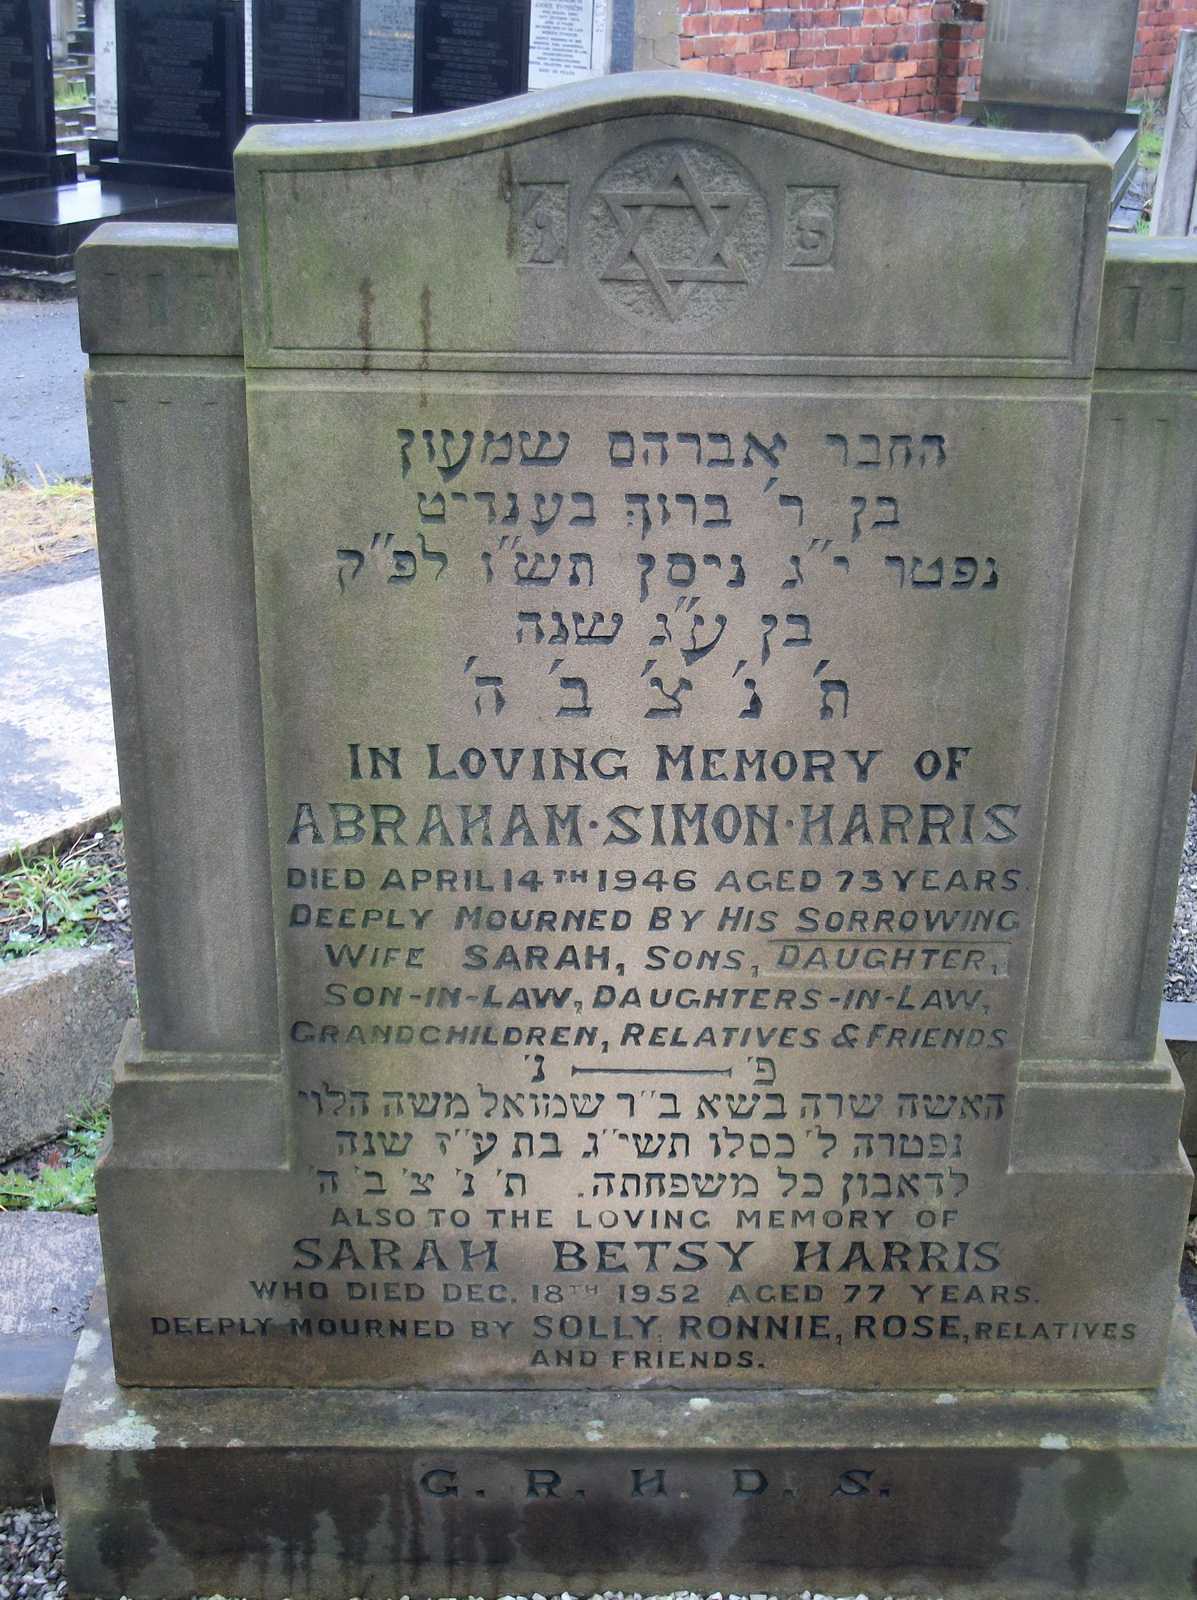 פ נ
החבר אברהם שמעון
בן ר' ברוך בענדיט
נפטר י"ג ניסן תש"ו לפ"ק
בן ע"ג שנה
ת' נ' צ' ב' ה'
IN LOVING MEMORY OF
ABRAHAM·SIMON·HARRIS
DIED APRIL 14TH 1946 AGED 73 YEARS.
DEEPLY MOURNED BY HIS SORROWING
WIFE SARAH, SONS, DAUGHTER,
SON-IN-LAW, DAUGHTERS-IN-LAW,
GRANDCHILDREN, RELATIVES & FRIENDS
פ' — נ'
האשה שרה בשא ב"ר שמואל משה הלוי
נפטרה ל' כסלו תשי"ג בת ע"ז שנה
לדאבון כל משפחתה. ת' נ' צ' ב' ה'
ALSO TO THE LOVING MEMORY OF
SARAH BETSY HARRIS
WHO DIED DEC. 18TH 1952 AGED 77 YEARS.
DEEPLY MOURNED BY SOLLY, RONNIE, ROSE, RELATIVES
AND FRIENDS.
G. R. H. D. S.